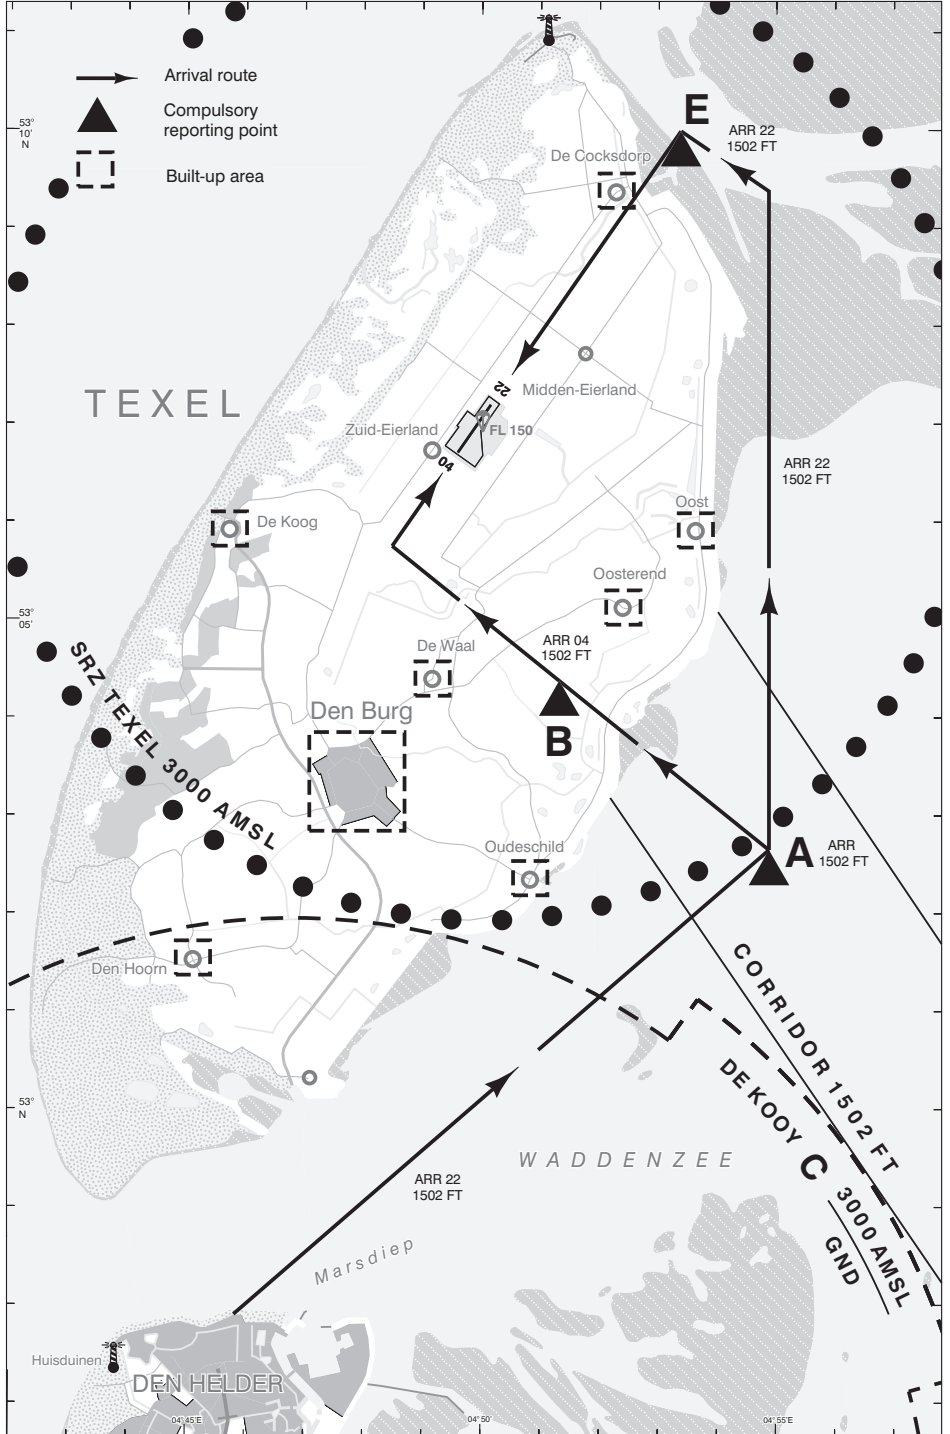 Arrival route
Compulsory
reporting point
Built-up area
53°
10'
N
E
ARR 22
1502 FT
De Cocksdorp
TEXEL
22
Midden-Eierland
Zuid-Eierland
FL 150
04
ARR 22
1502 FT
De Koog
Oost
Oosterend
53°
05'
ARR 04
1502 FT
De Waal
SRZ TEXEL 3000 AMSL
Den Burg
B
Oudeschild
A
ARR
1502 FT
Den Hoorn
CORRIDOR 1502 FT
DE KOOY C 3000 AMSL
GND
53°
N
WADDENZEE
ARR 22
1502 FT
Marsdiep
Huisduinen
DEN HELDER
04° 45'E
04° 50'
04° 55'E